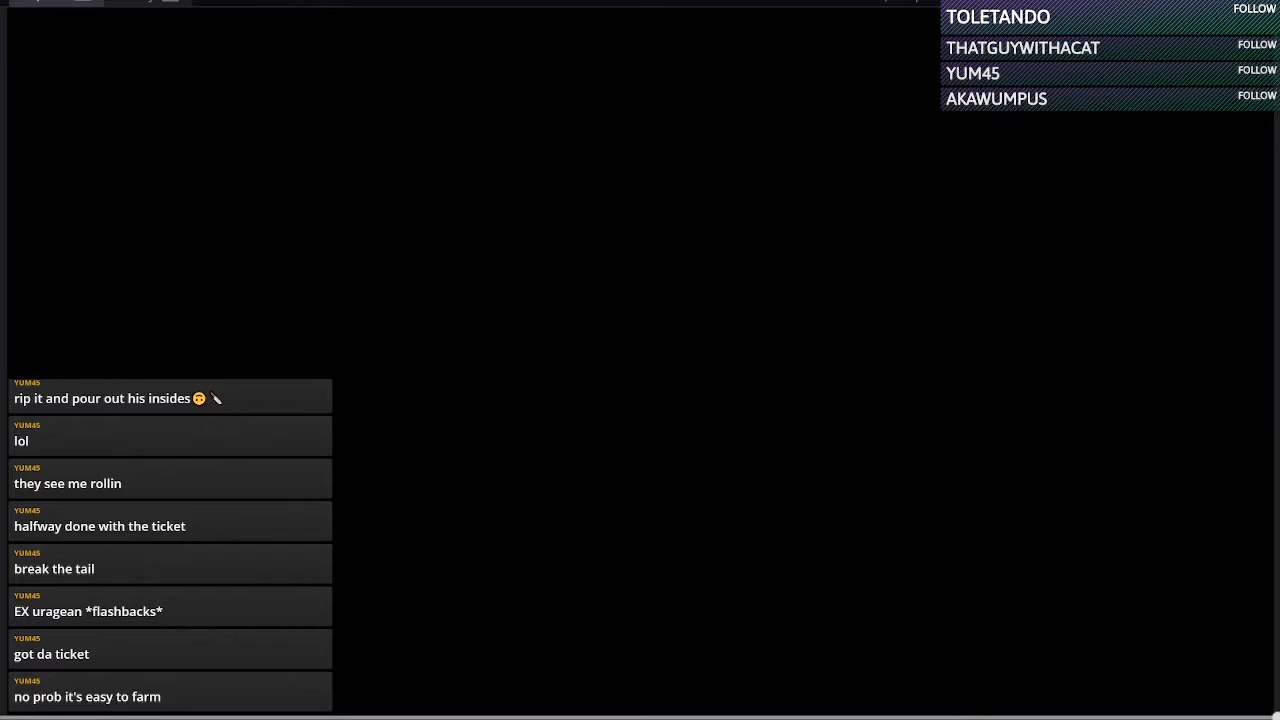 TOLETANDO FOLLOW
THATGUYWITHACAT FOLLOW
YUM45 FOLLOW
AKAWUMPUS FOLLOW
YUM45
rip it and pour out his insides🙃 🔪
YUM45
lol
YUM45
they see me rollin
YUM45
halfway done with the ticket
YUM45
break the tail
YUM45
EX uragean *flashbacks*
YUM45
got da ticket
YUM45
no prob it's easy to farm